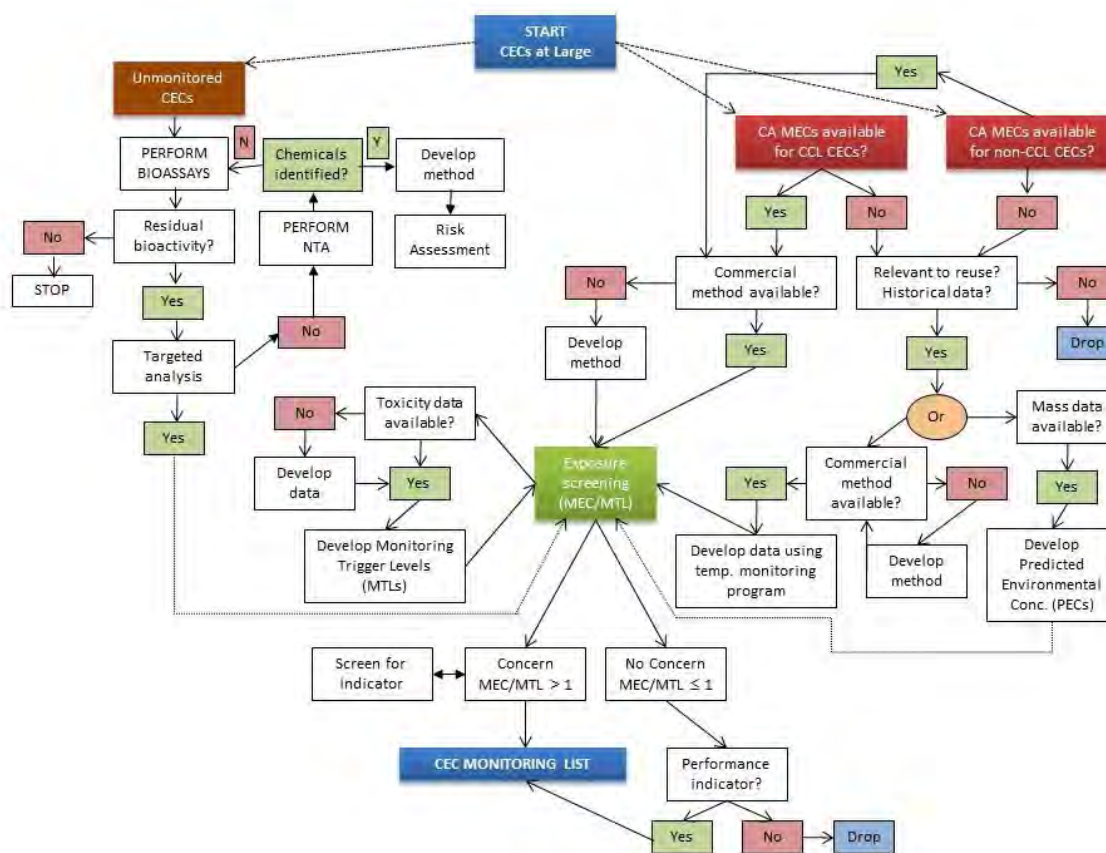 START
CECs at Large
Unmonitored
CECs
Yes
CA MECs available
for CCL CECs?
CA MECs available
for non-CCL CECs?
PERFORM
BIOASSAYS
N
Chemicals
identified?
Y
Develop
method
Yes
No
No
No
Residual
bioactivity?
PERFORM
NTA
Risk
Assessment
STOP
No
Commercial
method available?
Relevant to reuse?
Historical data?
No
Yes
No
Develop
method
Yes
Yes
Drop
Targeted
analysis
No
Toxicity data
available?
Or
Mass data
available?
Yes
Develop
data
Yes
Exposure
screening
(MEC/MTL)
Yes
Commercial
method
available?
No
Yes
Develop Monitoring
Trigger Levels
(MTLs)
Develop data using
temp. monitoring
program
Develop
method
Develop
Predicted
Environmental
Conc. (PECs)
Screen for
indicator
Concern
MEC/MTL > 1
No Concern
MEC/MTL ≤ 1
CEC MONITORING LIST
Performance
indicator?
Yes
No
Drop